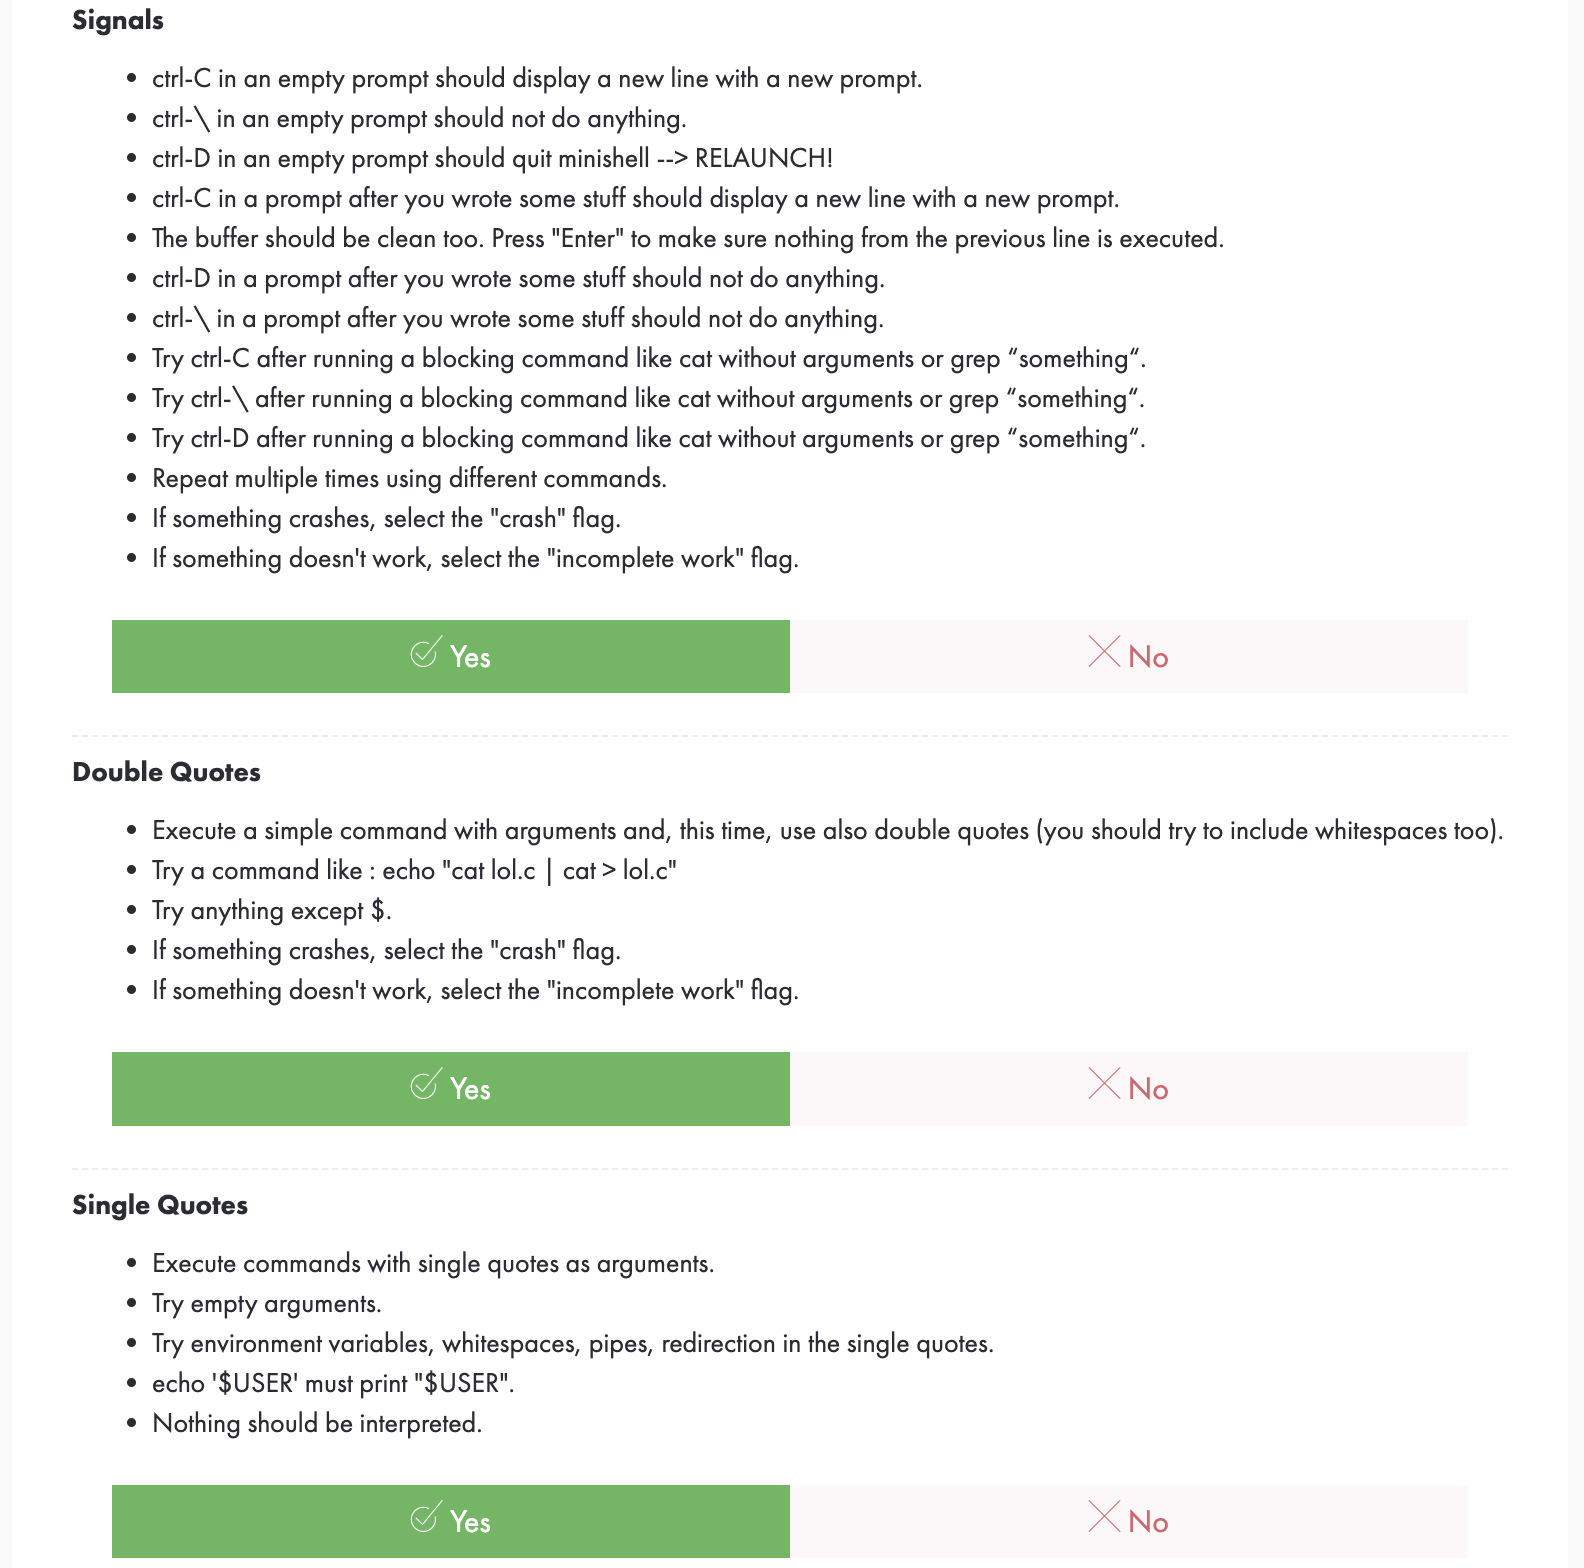 Signals
• ctrl-C in an empty prompt should display a new line with a new prompt.
• ctrl-\ in an empty prompt should not do anything.
• ctrl-D in an empty prompt should quit minishell --> RELAUNCH!
• ctrl-C in a prompt after you wrote some stuff should display a new line with a new prompt.
• The buffer should be clean too. Press "Enter" to make sure nothing from the previous line is executed.
• ctrl-D in a prompt after you wrote some stuff should not do anything.
• ctrl-\ in a prompt after you wrote some stuff should not do anything.
• Try ctrl-C after running a blocking command like cat without arguments or grep “something“.
• Try ctrl-\ after running a blocking command like cat without arguments or grep “something“.
• Try ctrl-D after running a blocking command like cat without arguments or grep “something“.
• Repeat multiple times using different commands.
• If something crashes, select the "crash" flag.
• If something doesn't work, select the "incomplete work" flag.
Yes No
Double Quotes
• Execute a simple command with arguments and, this time, use also double quotes (you should try to include whitespaces too).
• Try a command like : echo "cat lol.c | cat > lol.c"
• Try anything except $.
• If something crashes, select the "crash" flag.
• If something doesn't work, select the "incomplete work" flag.
Yes No
Single Quotes
• Execute commands with single quotes as arguments.
• Try empty arguments.
• Try environment variables, whitespaces, pipes, redirection in the single quotes.
• echo '$USER' must print "$USER".
• Nothing should be interpreted.
Yes No